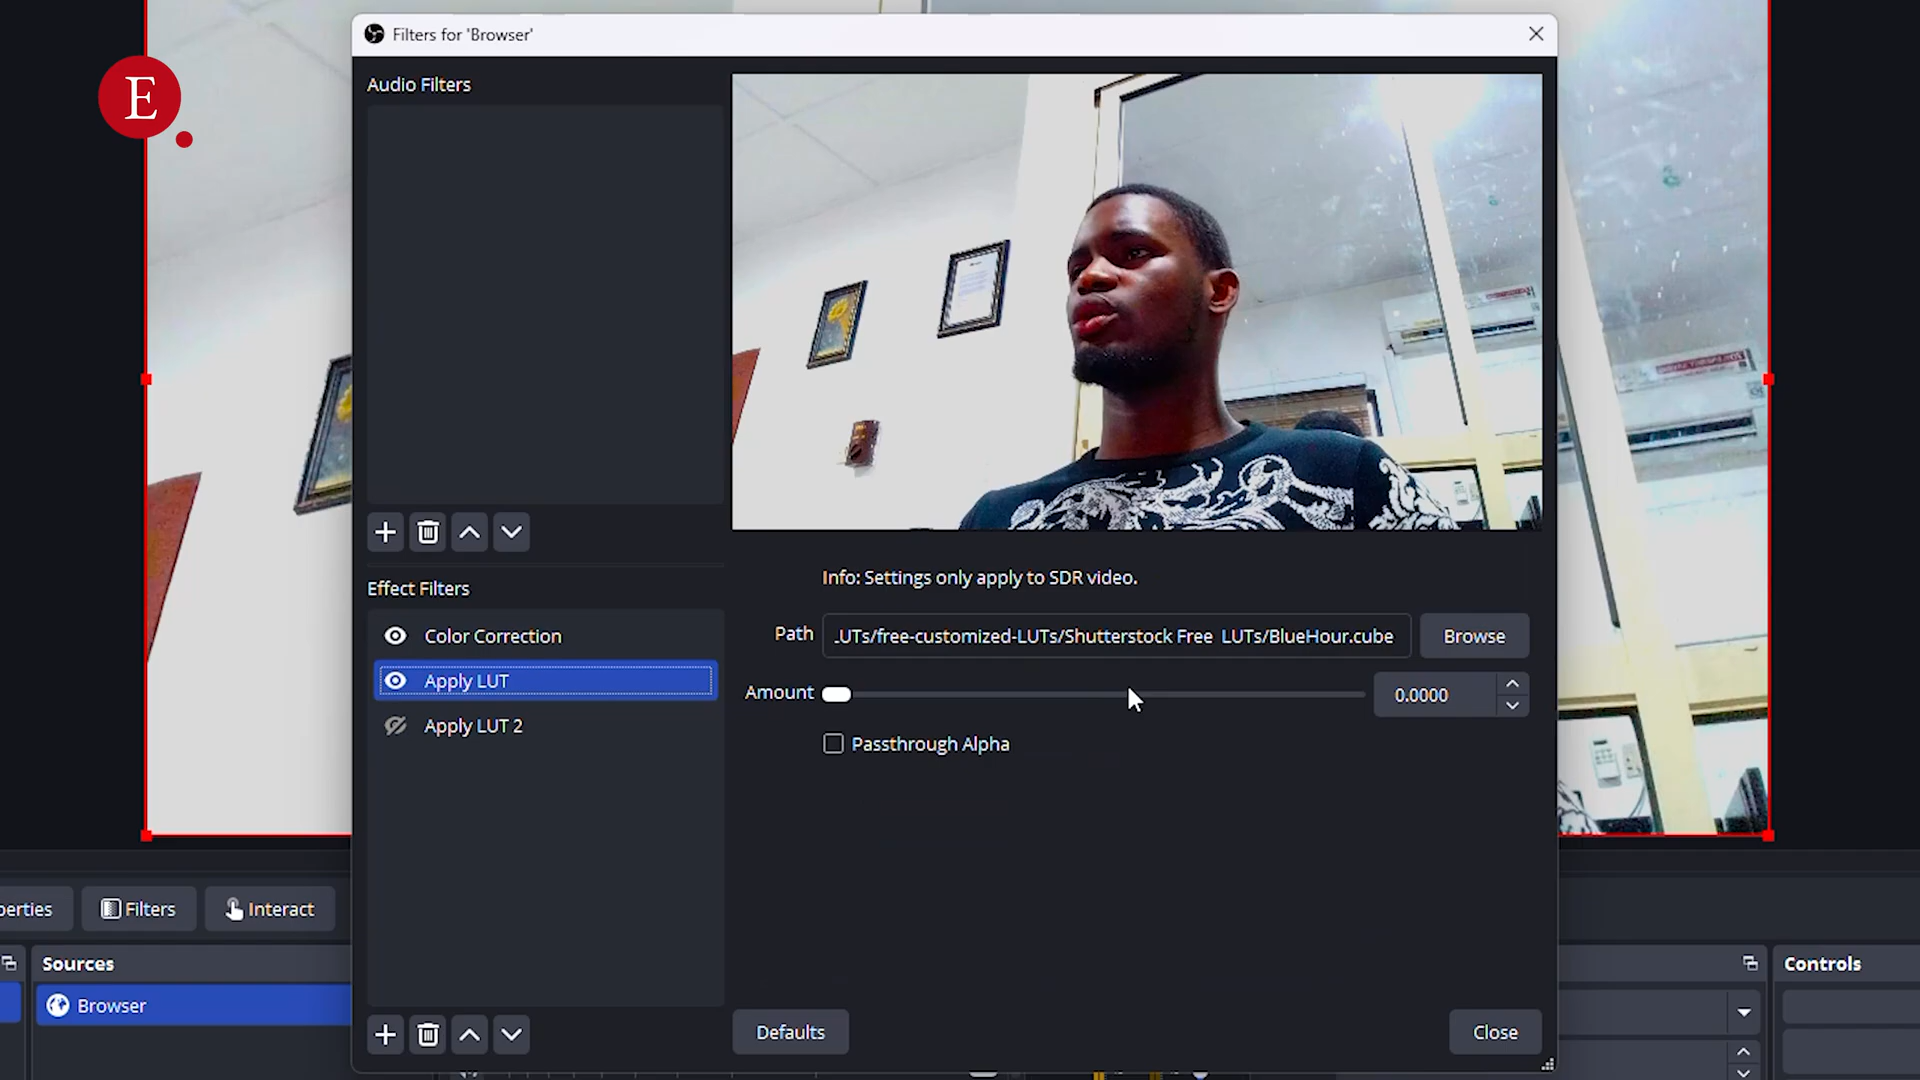 Filters for 'Browser'
E
Audio Filters
Effect Filters
Color Correction
Apply LUT
Apply LUT 2
Info: Settings only apply to SDR video.
Path
.UTs/free-customized-LUTs/Shutterstock Free LUTs/BlueHour.cube
Browse
Amount
0.0000
Passthrough Alpha
Defaults
Close
perties
Filters
Interact
Sources
Browser
Controls